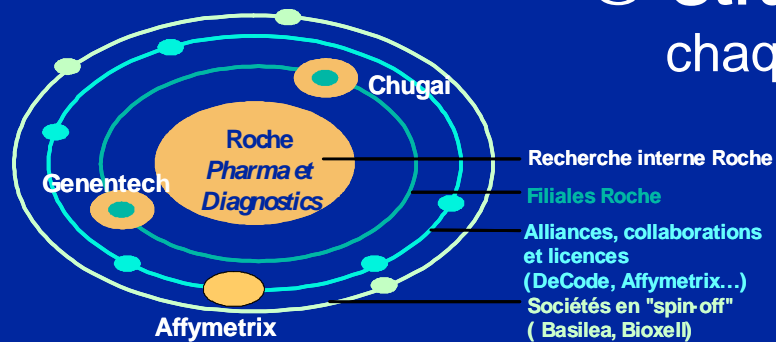 chaq
Chugai
Roche
Pharma et
Diagnostics
Genentech
Affymetrix
Recherche interne Roche
Filiales Roche
Alliances, collaborations
et licences
(DeCode, Affymetrix...)
Sociétés en "spin-off"
( Basilea, Bioxell)